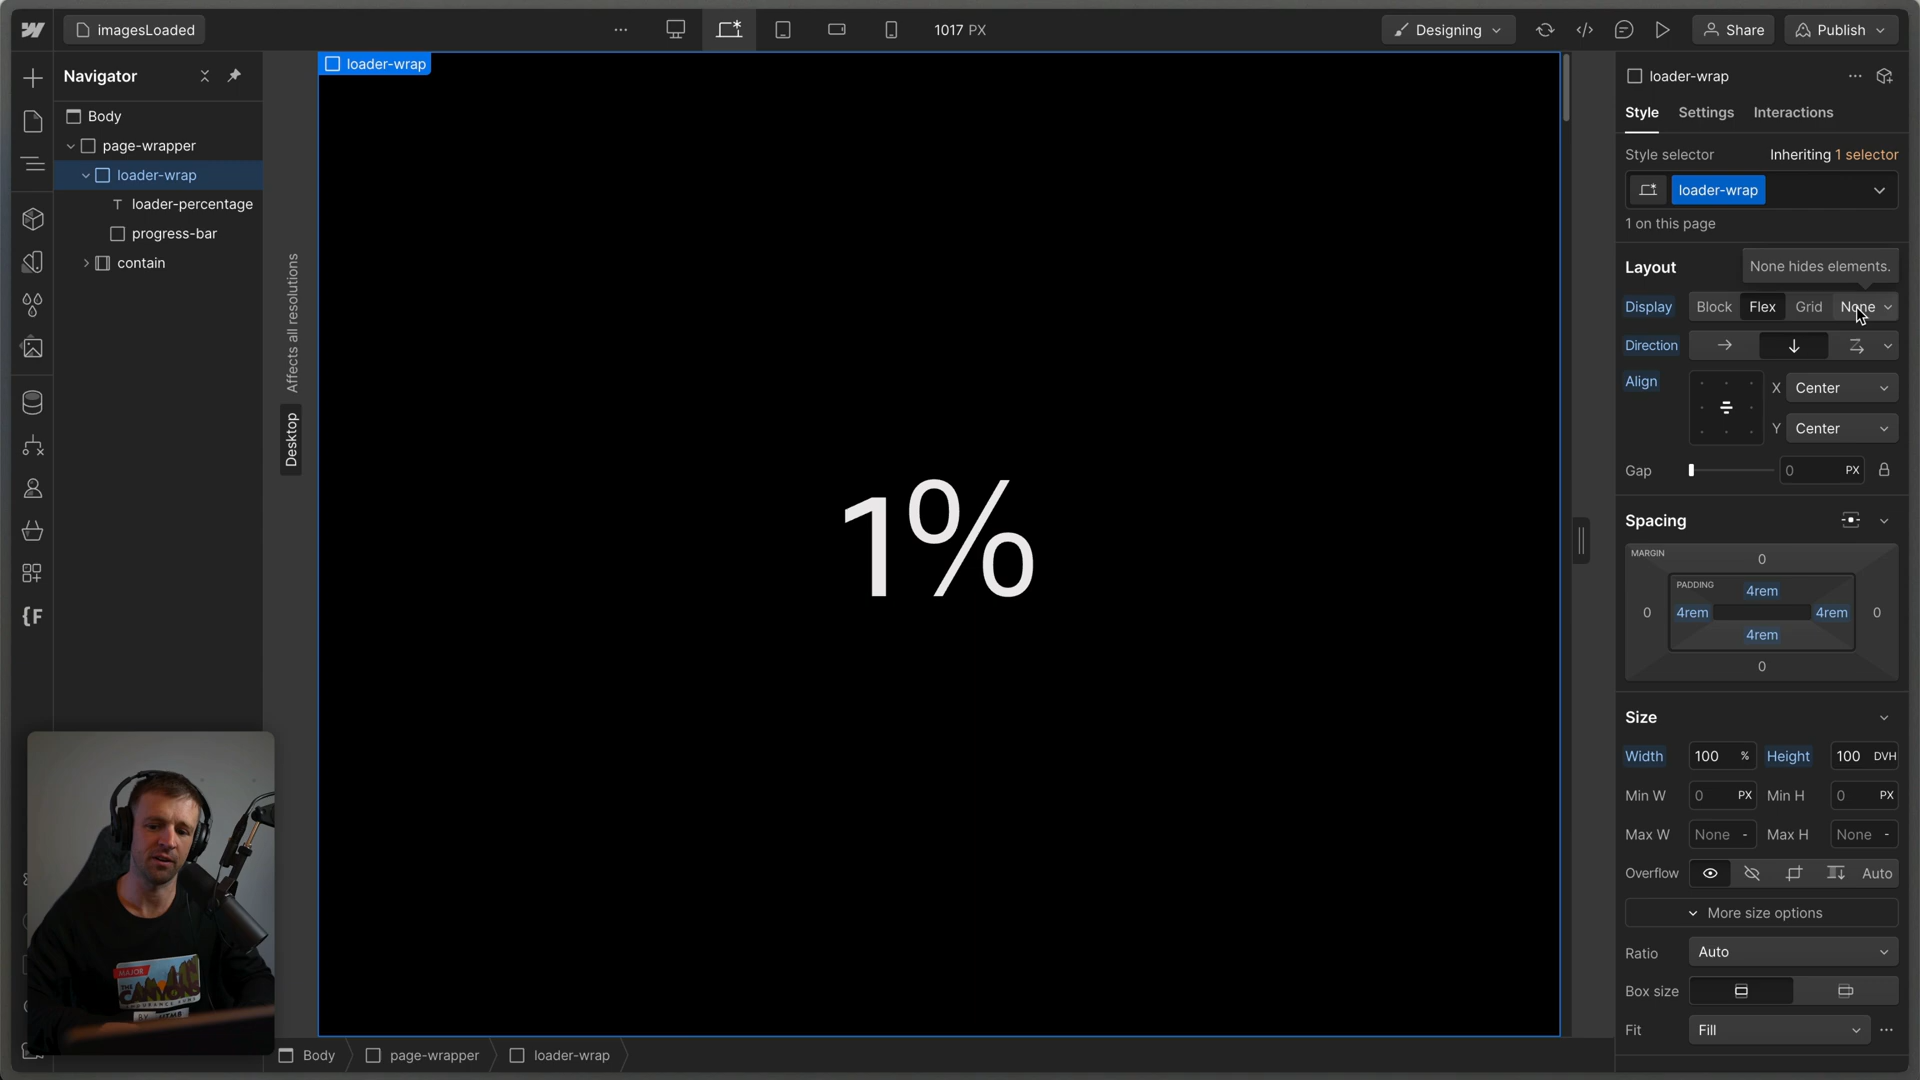 imagesLoaded
1017 PX
Designing
Share
Publish
Navigator
Body
page-wrapper
loader-wrap
loader-percentage
progress-bar
contain
Affects all resolutions
Desktop
loader-wrap
1%
loader-wrap
Style Settings Interactions
Style selector Inheriting 1 selector
loader-wrap
1 on this page
Layout
None hides elements.
Display Block Flex Grid None
Direction
Align X Center
Y Center
Gap 0 PX
Spacing
MARGIN 0
PADDING 4rem
0 4rem 4rem 0
4rem
0
Size
Width 100 % Height 100 DVH
Min W 0 PX Min H 0 PX
Max W None - Max H None -
Overflow Auto
More size options
Ratio Auto
Box size
Fit Fill
MAJOR
THE
CANYONS
BY UTMB
{F
Body page-wrapper loader-wrap